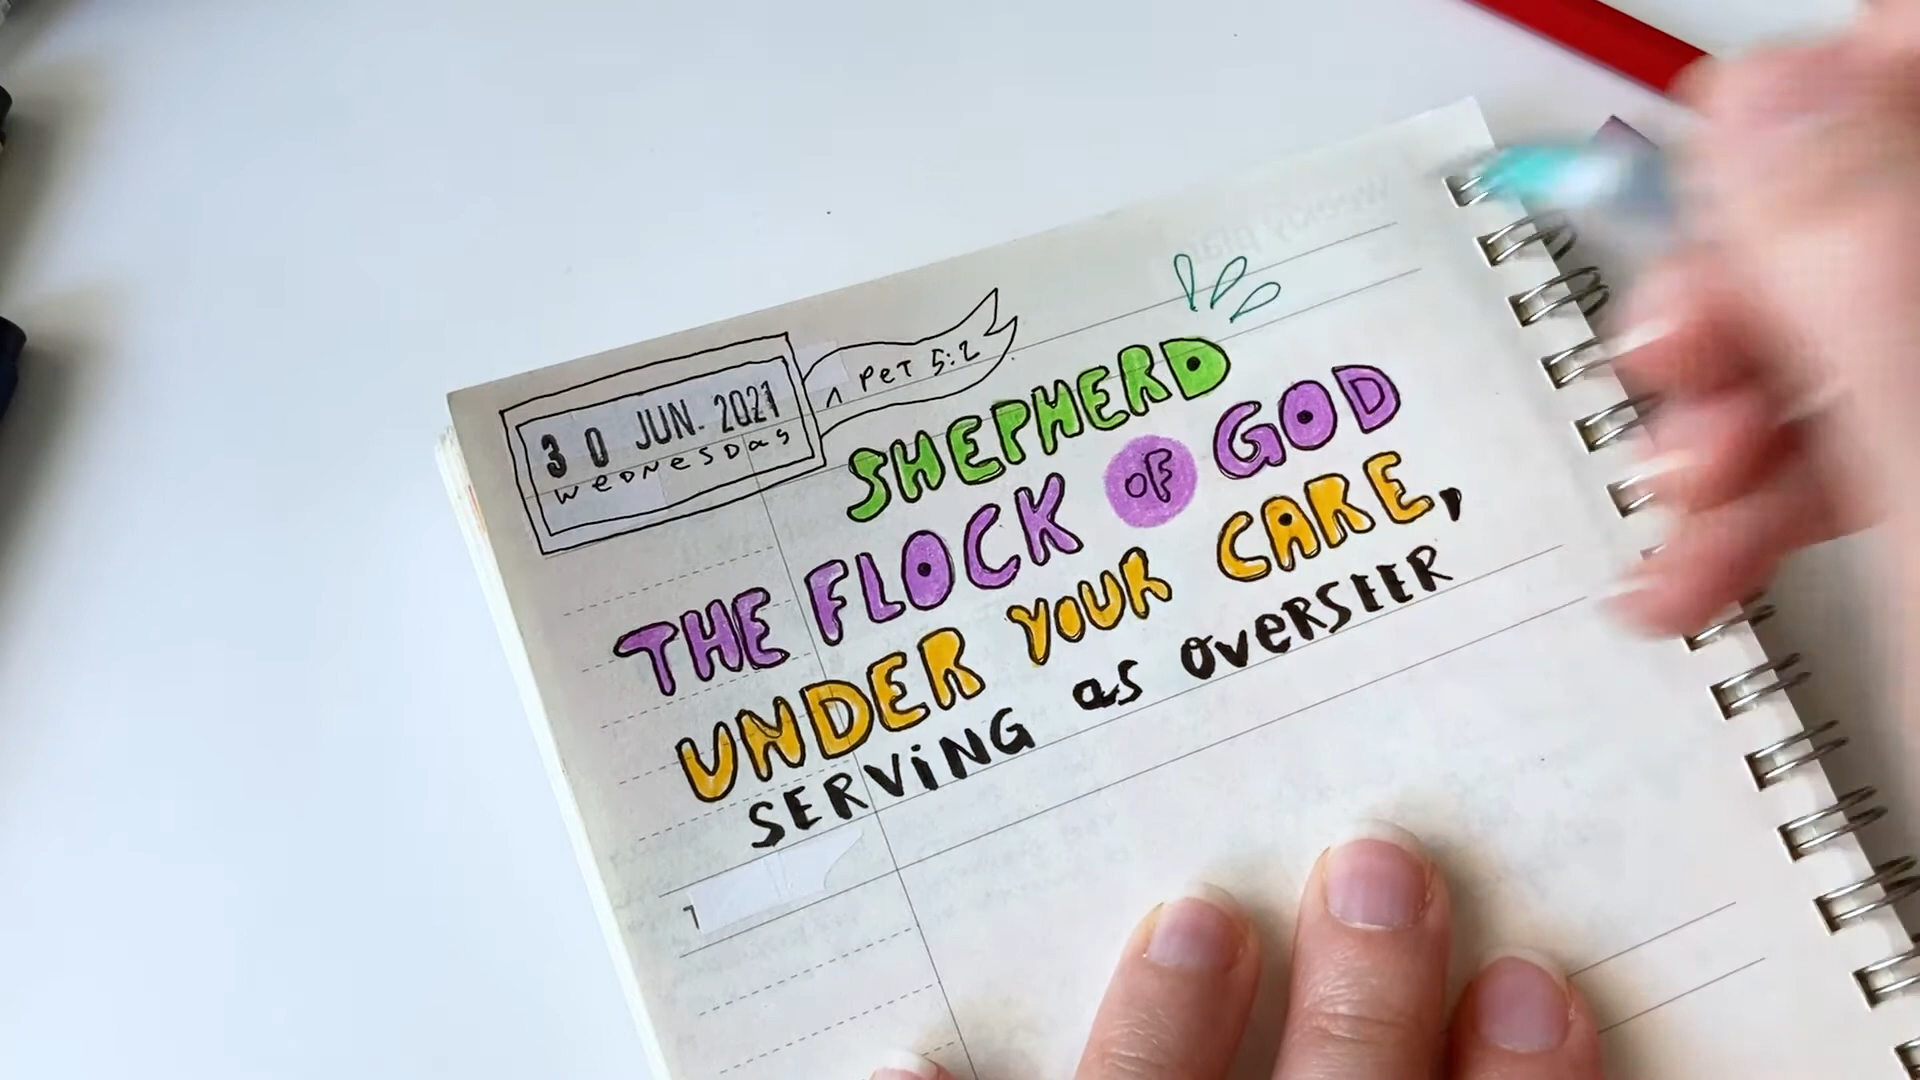 30 JUN. 2021
wednesday
1 Pet 5:2
SHEPHERD
THE FLOCK OF GOD
UNDER YOUR CARE,
SERVING as overseer